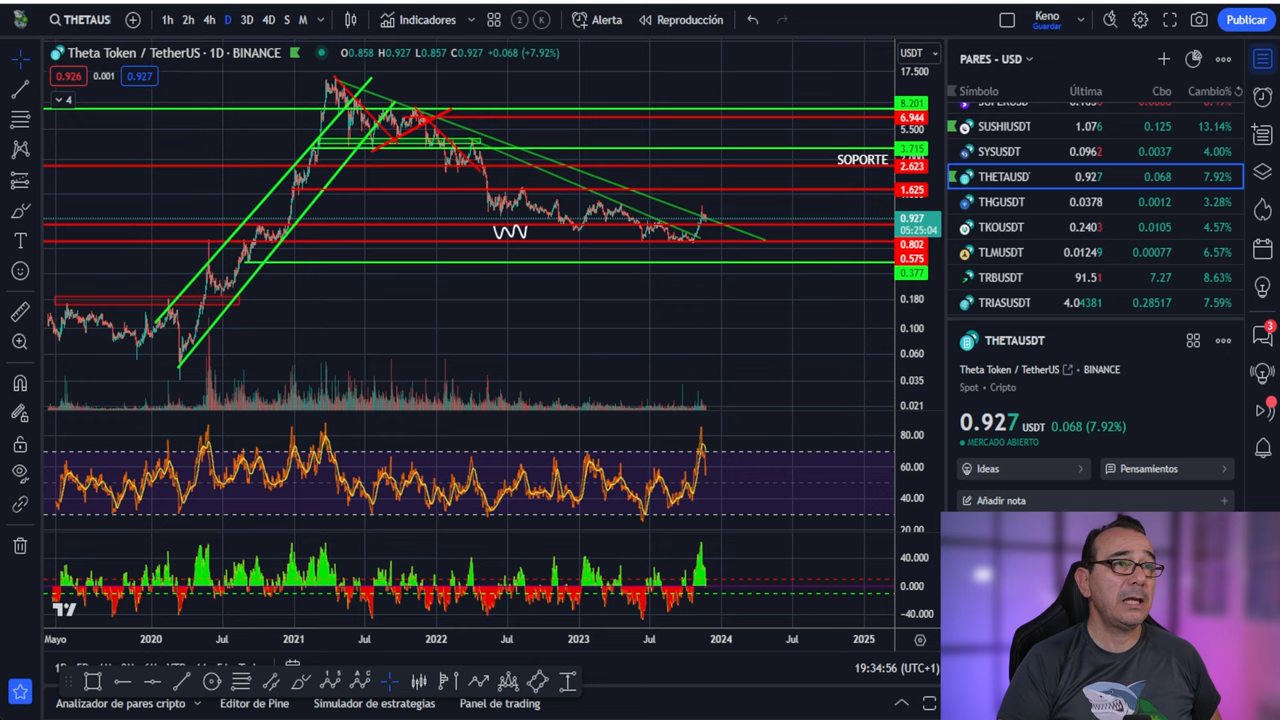 THETAUS
1h 2h 4h D 3D 4D S M
Indicadores
2 K
Alerta
Reproducción
Keno
Guardar
Publicar
Theta Token / TetherUS · 1D · BINANCE
O0.858 H0.927 L0.857 C0.927 +0.068 (+7.92%)
0.926 0.001 0.927
4
USDT
17.500
8.201
6.944
5.500
3.715
SOPORTE
2.623
1.625
0.927
05:25:04
0.802
0.575
0.377
0.180
0.100
0.060
0.035
0.021
80.00
60.00
40.00
20.00
40.000
0.000
-40.000
Mayo 2020 Jul 2021 Jul 2022 Jul 2023 Jul 2024 Jul 2025
19:34:56 (UTC+1)
Analizador de pares cripto
Editor de Pine
Simulador de estrategias
Panel de trading
PARES - USD
Símbolo Última Cbo Cambio%
SUSHIUSDT 1.076 0.125 13.14%
SYSUSDT 0.0962 0.0037 4.00%
THETAUSD 0.927 0.068 7.92%
THGUSDT 0.0378 0.0012 3.28%
TKOUSDT 0.2403 0.0105 4.57%
TLMUSDT 0.01249 0.00077 6.57%
TRBUSDT 91.51 7.27 8.63%
TRIASUSDT 4.04381 0.28517 7.59%
THETAUSDT
Theta Token / TetherUS · BINANCE
Spot · Cripto
0.927 USDT 0.068 (7.92%)
MERCADO ABIERTO
Ideas
Pensamientos
Añadir nota
3